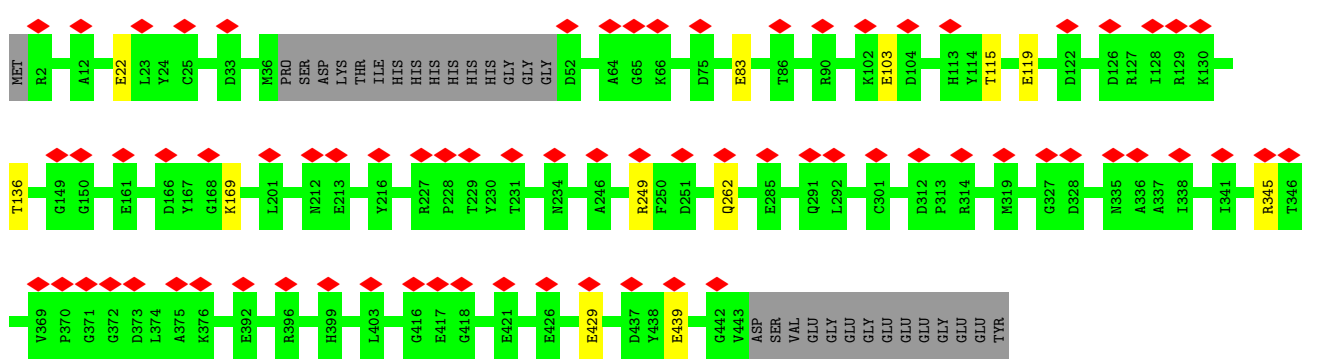 MET R2 A12 E22 L23 Y24 C25 D33 M36 PRO SER ASP LYS THR ILE HIS HIS HIS HIS HIS HIS GLY GLY GLY D52 A64 G65 K66 D75 E83 T86 R90 K102 E103 D104 H113 Y114 T115 E119 D122 D126 R127 I128 R129 K130
T136 G149 G150 E161 D166 Y167 G168 K169 L201 N212 E213 Y216 R227 P228 T229 Y230 T231 N234 A246 R249 F250 D251 Q262 E285 Q291 L292 C301 D312 P313 R314 M319 G327 D328 N335 A336 A337 I338 I341 R345 T346
V369 P370 G371 G372 D373 L374 A375 K376 E392 R396 H399 L403 G416 E417 G418 E421 E426 E429 D437 Y438 E439 G442 V443 ASP SER VAL GLU GLY GLU GLY GLU GLU GLU GLY GLU GLU TYR